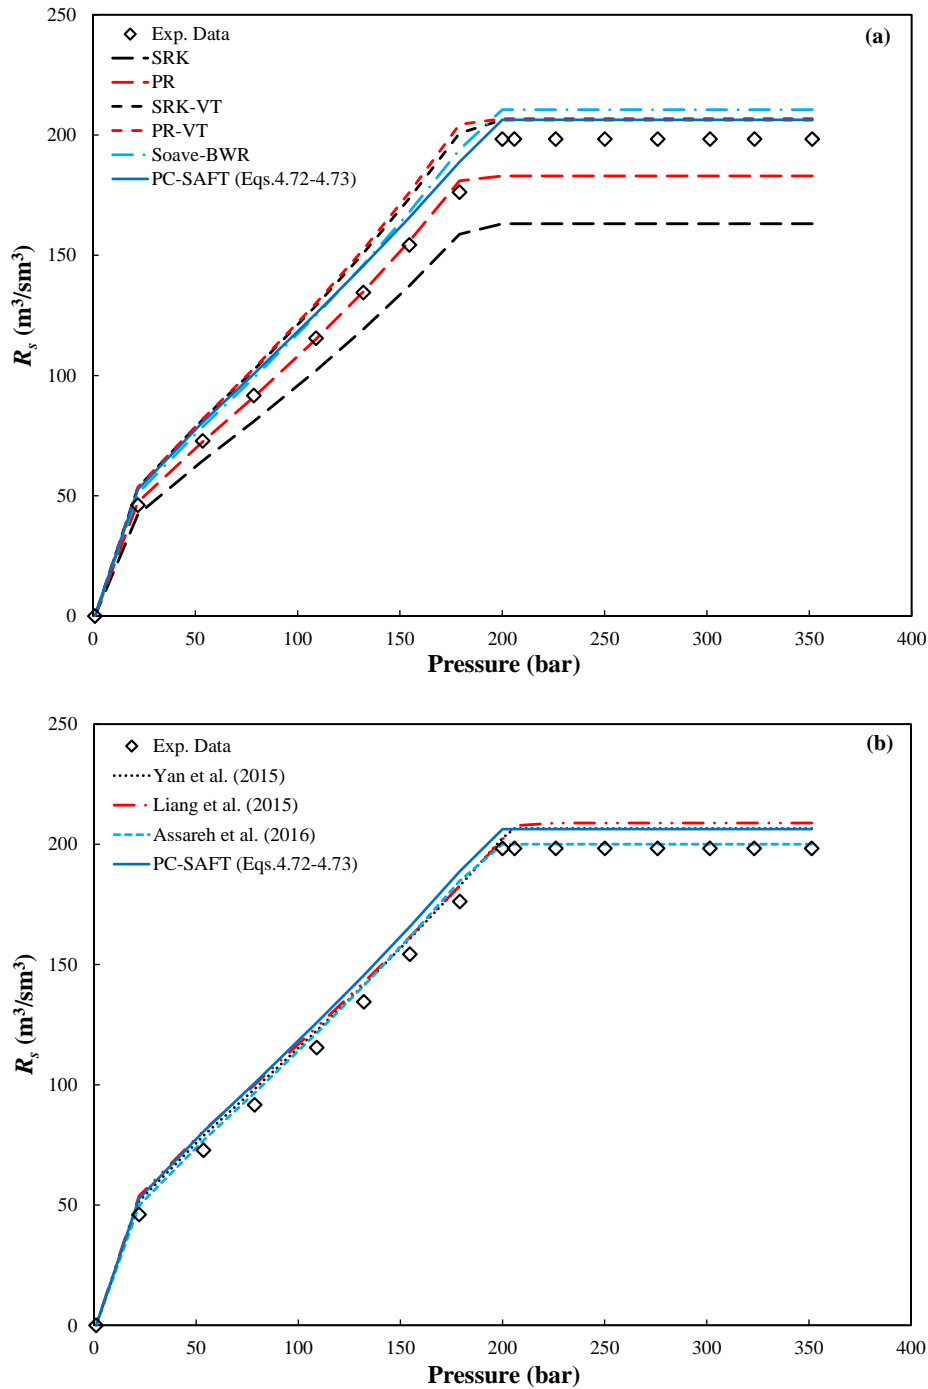 (a)
Exp. Data
SRK
PR
SRK-VT
PR-VT
Soave-BWR
PC-SAFT (Eqs.4.72-4.73)
250
200
150
100
50
0
R_s (m³/sm³)
0 50 100 150 200 250 300 350 400
Pressure (bar)
(b)
Exp. Data
Yan et al. (2015)
Liang et al. (2015)
Assareh et al. (2016)
PC-SAFT (Eqs.4.72-4.73)
250
200
150
100
50
0
R_s (m³/sm³)
0 50 100 150 200 250 300 350 400
Pressure (bar)